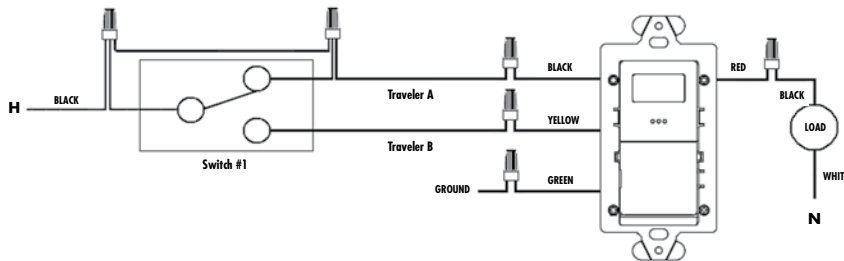 BLACK
RED
H
BLACK
Traveler A
BLACK
YELLOW
LOAD
Switch #1
Traveler B
WHIT
GROUND
GREEN
N